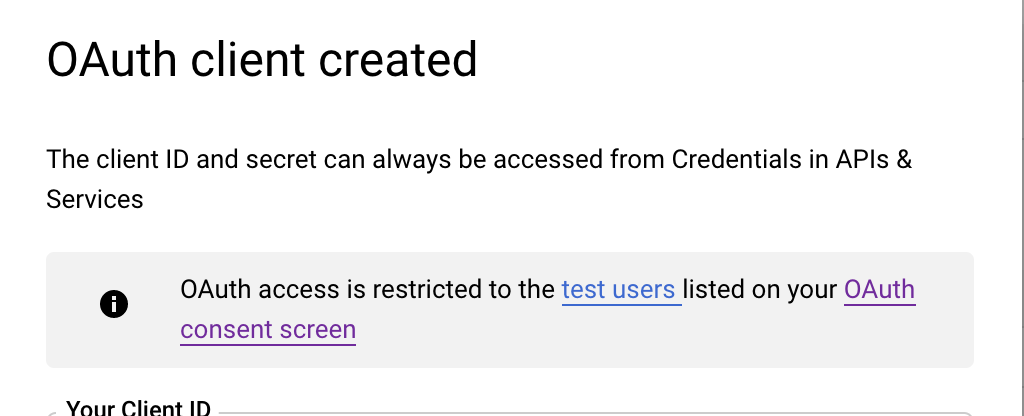 OAuth client created
The client ID and secret can always be accessed from Credentials in APIs &
Services
OAuth access is restricted to the test users listed on your OAuth
consent screen
Your Client ID